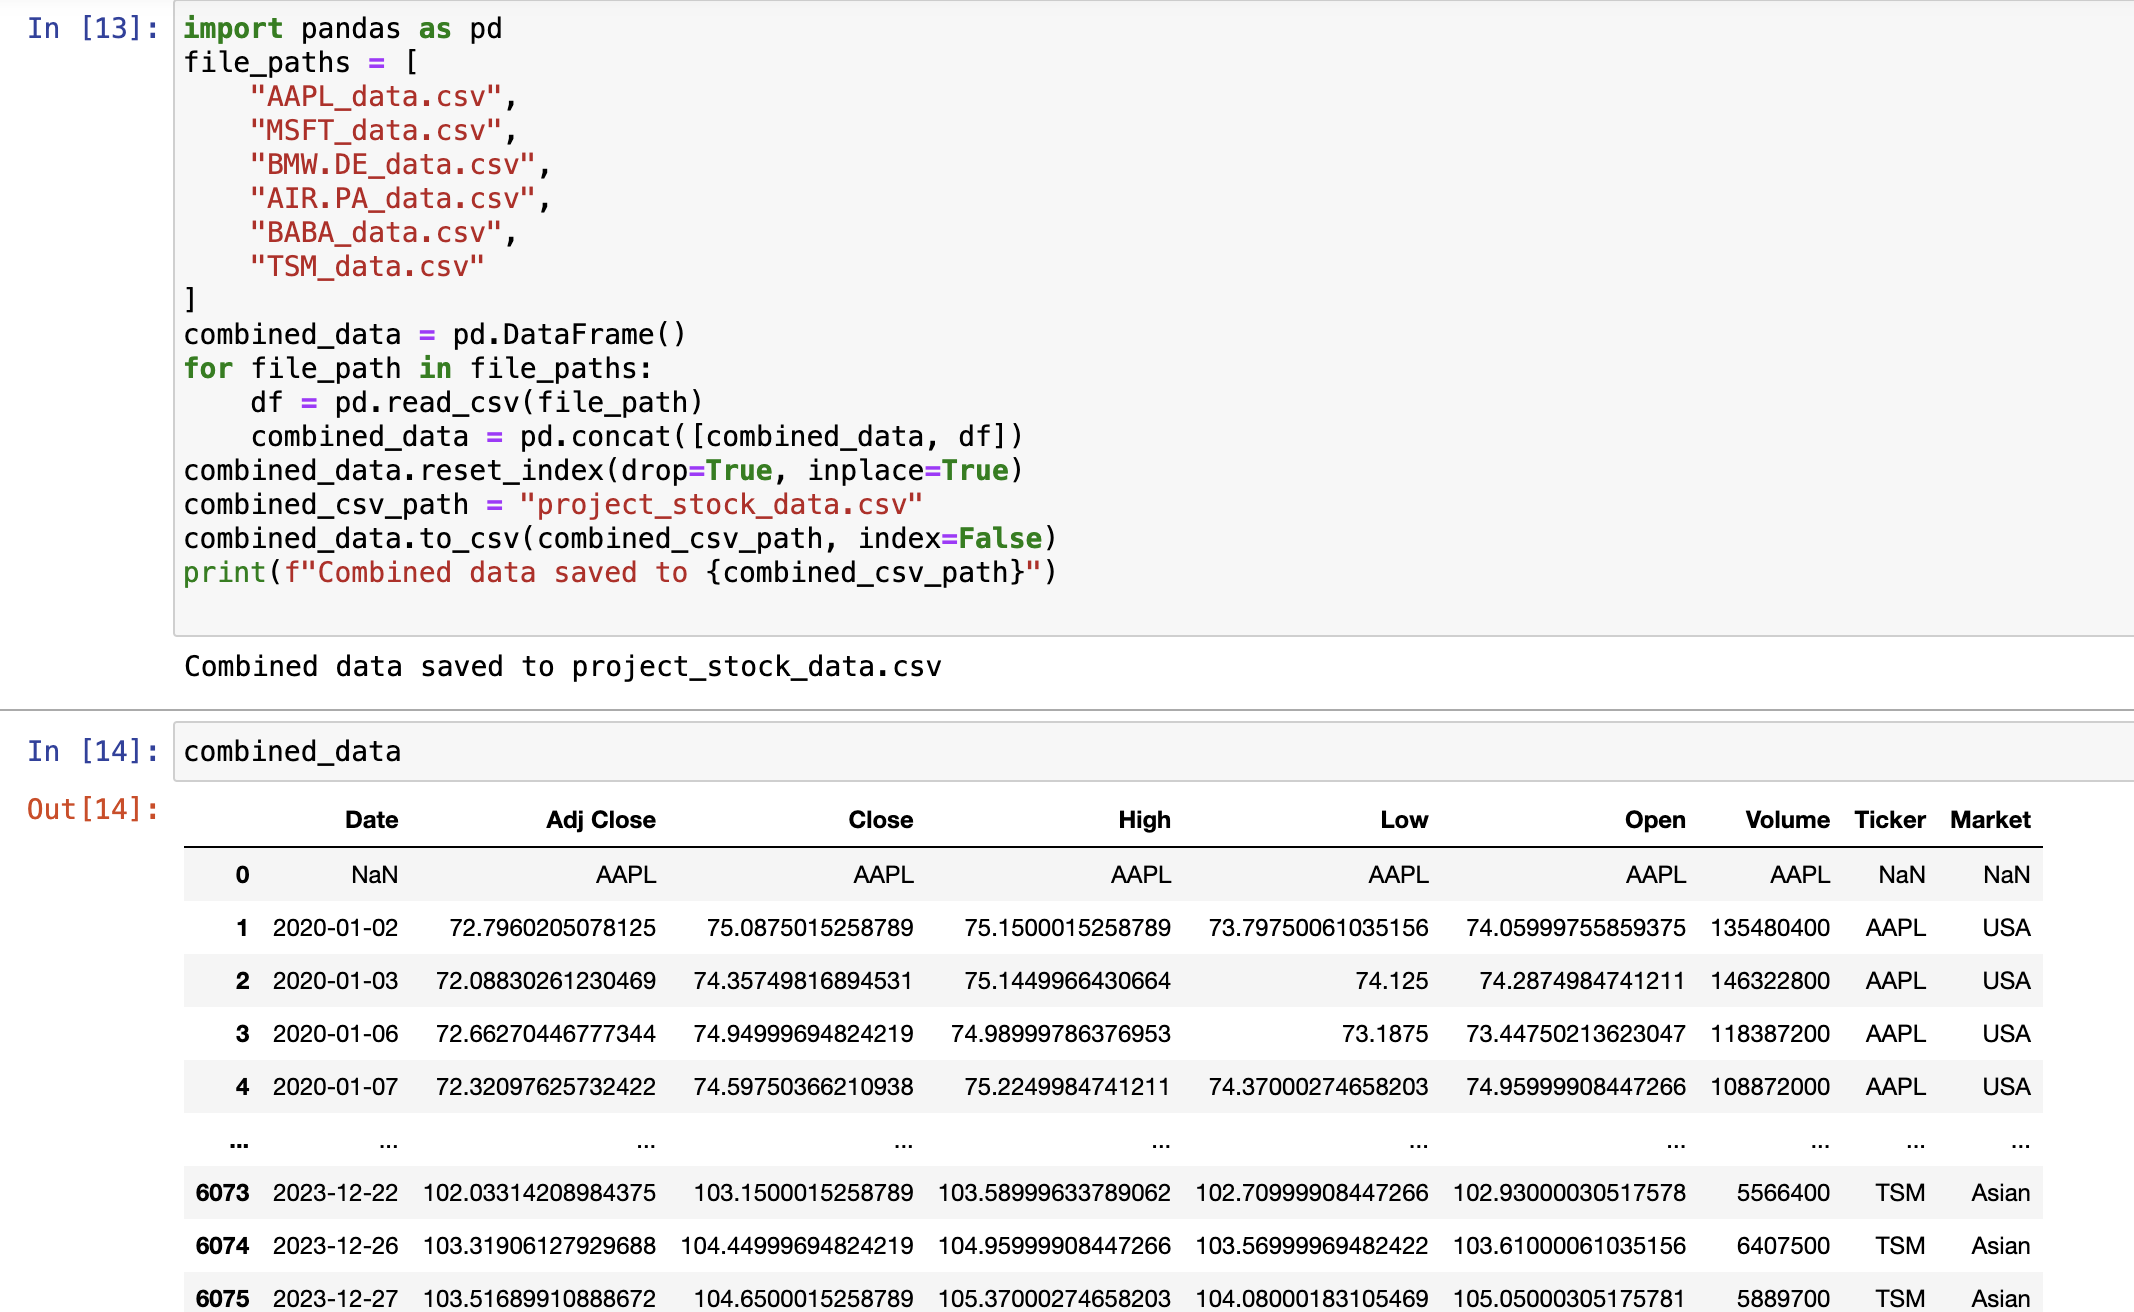 In [13]: import pandas as pd
file_paths = [
    "AAPL_data.csv",
    "MSFT_data.csv",
    "BMW.DE_data.csv",
    "AIR.PA_data.csv",
    "BABA_data.csv",
    "TSM_data.csv"
]
combined_data = pd.DataFrame()
for file_path in file_paths:
    df = pd.read_csv(file_path)
    combined_data = pd.concat([combined_data, df])
combined_data.reset_index(drop=True, inplace=True)
combined_csv_path = "project_stock_data.csv"
combined_data.to_csv(combined_csv_path, index=False)
print(f"Combined data saved to {combined_csv_path}")
Combined data saved to project_stock_data.csv
In [14]: combined_data
Out[14]:
Date Adj Close Close High Low Open Volume Ticker Market
0 NaN AAPL AAPL AAPL AAPL AAPL AAPL NaN NaN
1 2020-01-02 72.7960205078125 75.0875015258789 75.1500015258789 73.79750061035156 74.05999755859375 135480400 AAPL USA
2 2020-01-03 72.08830261230469 74.35749816894531 75.1449966430664 74.125 74.2874984741211 146322800 AAPL USA
3 2020-01-06 72.66270446777344 74.94999694824219 74.98999786376953 73.1875 73.44750213623047 118387200 AAPL USA
4 2020-01-07 72.32097625732422 74.59750366210938 75.2249984741211 74.37000274658203 74.95999908447266 108872000 AAPL USA
... ... ... ... ... ... ... ... ... ...
6073 2023-12-22 102.03314208984375 103.1500015258789 103.58999633789062 102.70999908447266 102.93000030517578 5566400 TSM Asian
6074 2023-12-26 103.31906127929688 104.44999694824219 104.95999908447266 103.56999969482422 103.61000061035156 6407500 TSM Asian
6075 2023-12-27 103.51689910888672 104.6500015258789 105.37000274658203 104.08000183105469 105.05000305175781 5889700 TSM Asian